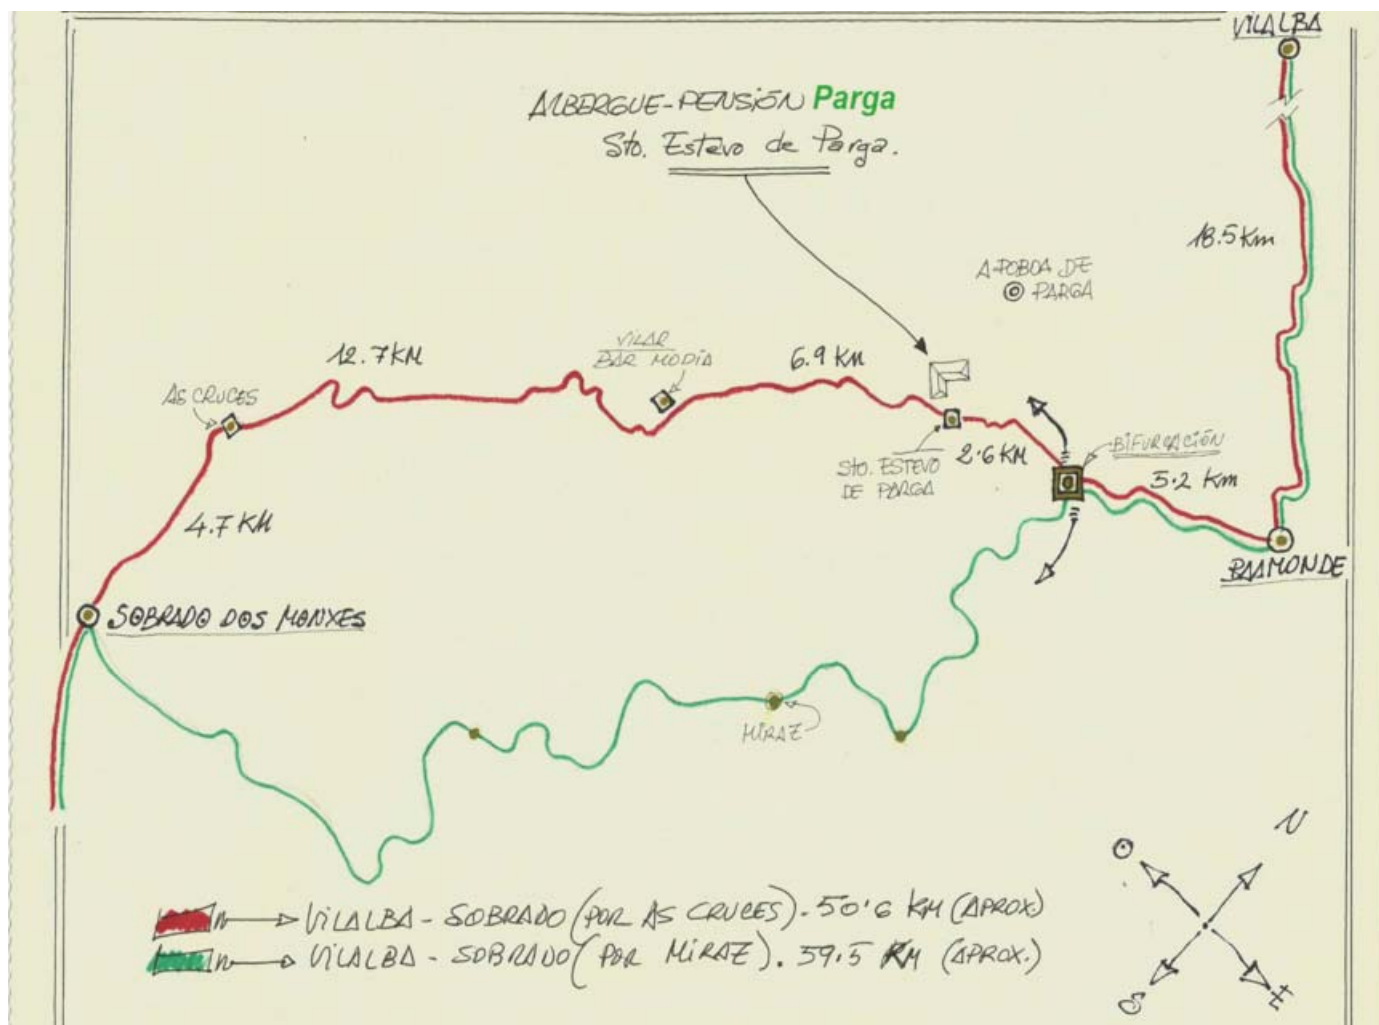 VILALBA
ALBERGUE-PENSIÓN Parga
Sto. Estevo de Parga.
18.5 Km
A POBOA DE
PARGA
12.7 KM
VILAR
BAR MODIA
6.9 Km
AS CRUCES
STO. ESTEVO
DE PARGA
2.6 KM
BIFURCACIÓN
5.2 Km
4.7 KM
BAAMONDE
SOBRADO DOS MONXES
MIRAZ
N
O
S
E
VILALBA - SOBRADO (POR AS CRUCES). 50'6 KM (APROX.)
VILALBA - SOBRADO (POR MIRAZ). 59.5 KM (APROX.)